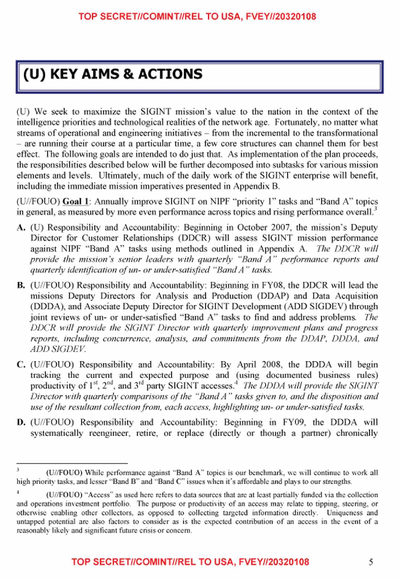 TOP SECRET//COMINT//REL TO USA, FVEY//20320108
(U) KEY AIMS & ACTIONS
(U) We seek to maximize the SIGINT mission's value to the nation in the context of the
intelligence priorities and technological realities of the network age. Fortunately, no matter what
streams of operational and engineering initiatives – from the incremental to the transformational
– are running their course at a particular time, a few core structures can channel them for best
effect. The following goals are intended to do just that. As implementation of the plan proceeds,
the responsibilities described below will be further decomposed into subtasks for various mission
elements and levels. Ultimately, much of the daily work of the SIGINT enterprise will benefit,
including the immediate mission imperatives presented in Appendix B.
(U//FOUO) Goal 1: Annually improve SIGINT on NIPF "priority 1" tasks and "Band A" topics
in general, as measured by more even performance across topics and rising performance overall.3
A. (U) Responsibility and Accountability: Beginning in October 2007, the mission's Deputy
Director for Customer Relationships (DDCR) will assess SIGINT mission performance
against NIPF "Band A" tasks using methods outlined in Appendix A. The DDCR will
provide the mission's senior leaders with quarterly "Band A" performance reports and
quarterly identification of un- or under-satisfied "Band A" tasks.
B. (U//FOUO) Responsibility and Accountability: Beginning in FY08, the DDCR will lead the
missions Deputy Directors for Analysis and Production (DDAP) and Data Acquisition
(DDDA), and Associate Deputy Director for SIGINT Development (ADD SIGDEV) through
joint reviews of un- or under-satisfied "Band A" tasks to find and address problems. The
DDCR will provide the SIGINT Director with quarterly improvement plans and progress
reports, including concurrence, analysis, and commitments from the DDAP, DDDA, and
ADD SIGDEV.
C. (U//FOUO) Responsibility and Accountability: By April 2008, the DDDA will begin
tracking the current and expected purpose and (using documented business rules)
productivity of 1st, 2nd, and 3rd party SIGINT accesses.4 The DDDA will provide the SIGINT
Director with quarterly comparisons of the "Band A" tasks given to, and the disposition and
use of the resultant collection from, each access, highlighting un- or under-satisfied tasks.
D. (U//FOUO) Responsibility and Accountability: Beginning in FY09, the DDDA will
systematically reengineer, retire, or replace (directly or though a partner) chronically
3 (U//FOUO) While performance against "Band A" topics is our benchmark, we will continue to work all
high priority tasks, and lesser "Band B" and "Band C" issues when it's affordable and plays to our strengths.
4 (U//FOUO) "Access" as used here refers to data sources that are at least partially funded via the collection
and operations investment portfolio. The purpose or productivity of an access may relate to tipping, steering, or
otherwise enabling other collectors, as opposed to collecting targeted information directly. Uniqueness and
untapped potential are also factors to consider as is the expected contribution of an access in the event of a
reasonably likely and significant future crisis or concern.
TOP SECRET//COMINT//REL TO USA, FVEY//20320108
5